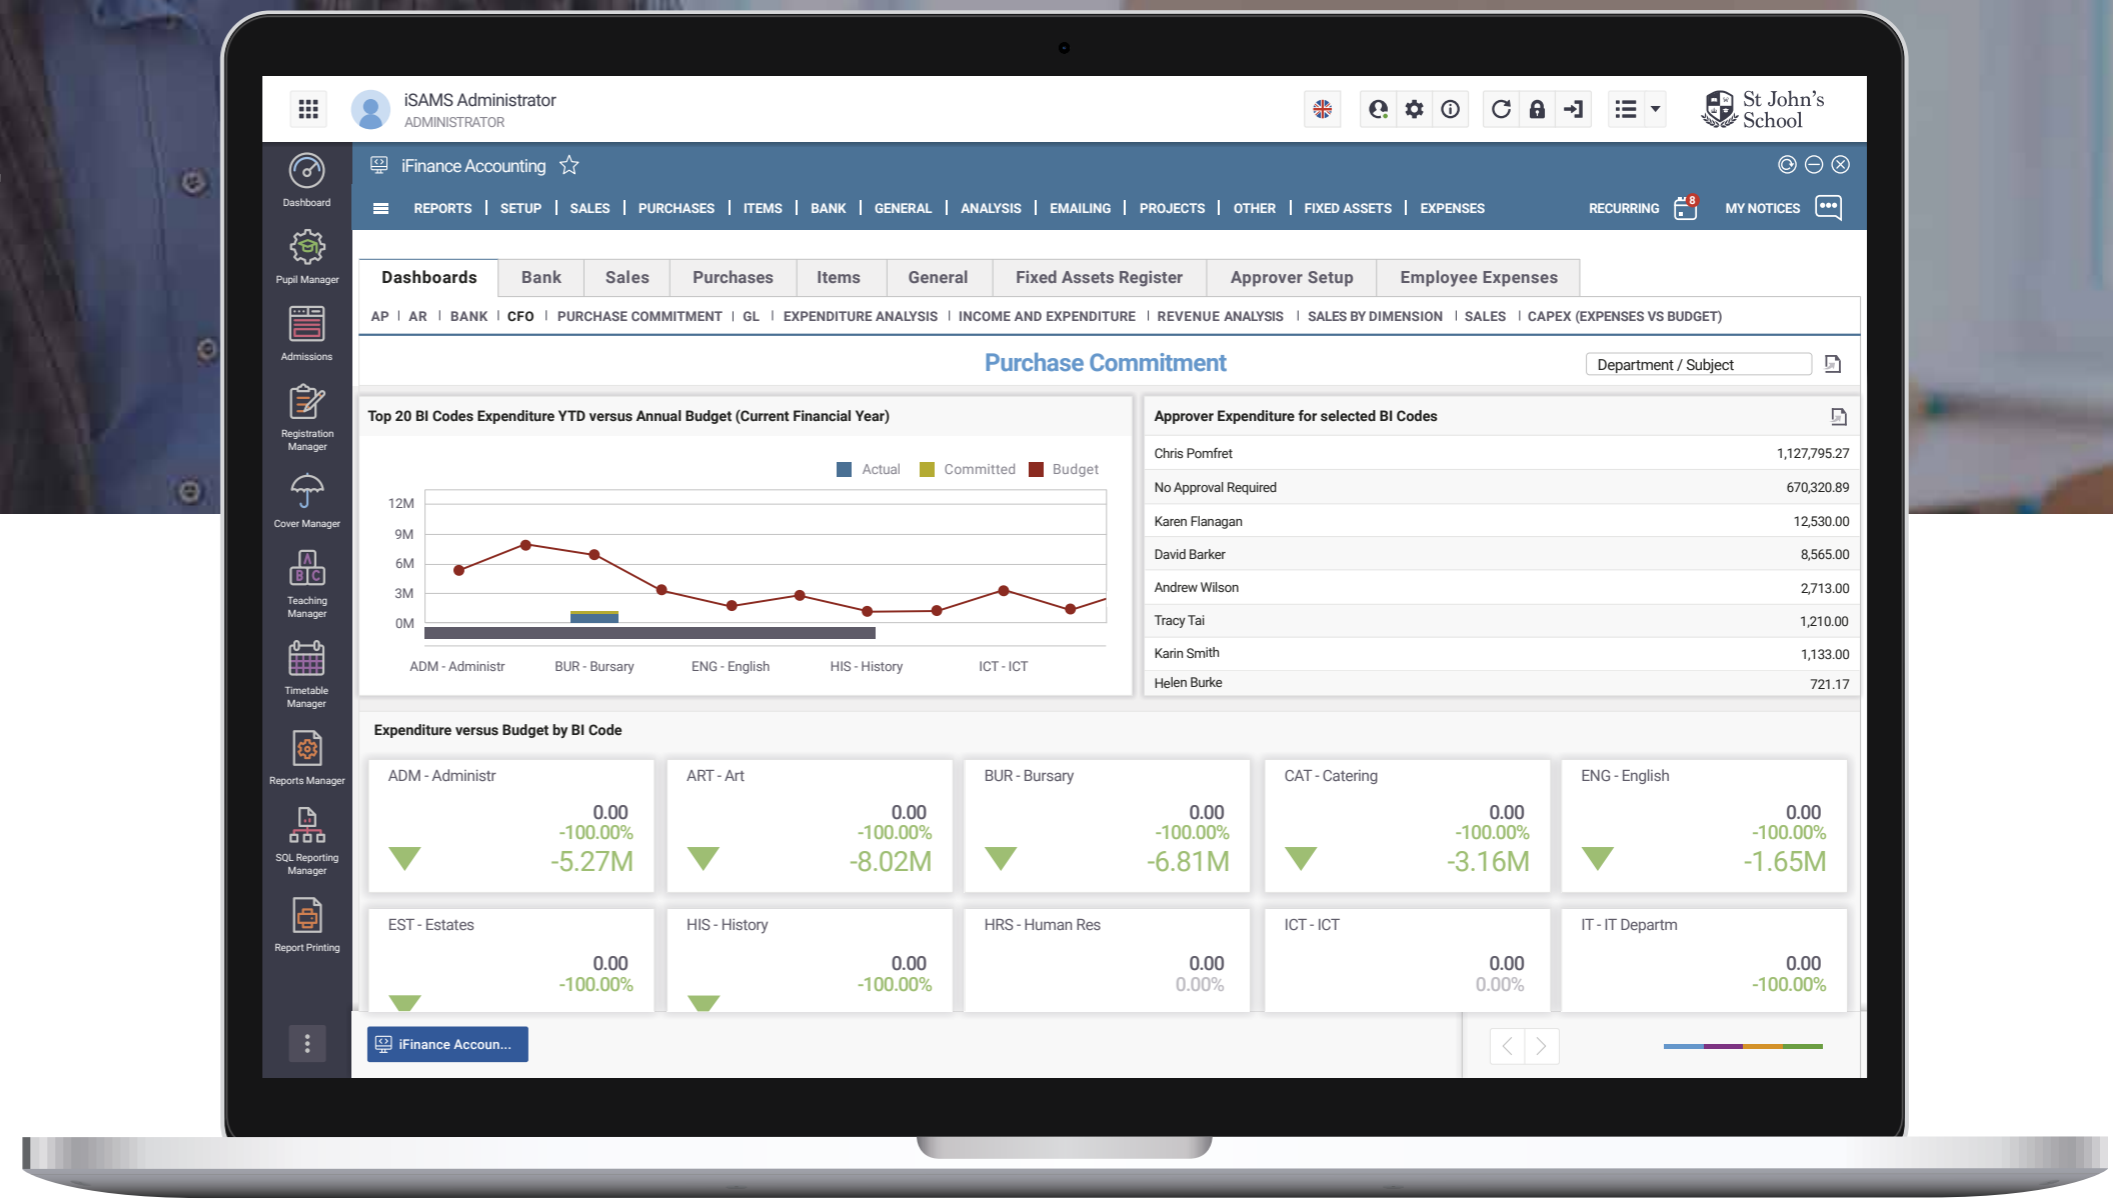 iSAMS Administrator
ADMINISTRATOR
St John's
School
iFinance Accounting
REPORTS | SETUP | SALES | PURCHASES | ITEMS | BANK | GENERAL | ANALYSIS | EMAILING | PROJECTS | OTHER | FIXED ASSETS | EXPENSES
RECURRING 8 MY NOTICES
Dashboards Bank Sales Purchases Items General Fixed Assets Register Approver Setup Employee Expenses
AP | AR | BANK | CFO | PURCHASE COMMITMENT | GL | EXPENDITURE ANALYSIS | INCOME AND EXPENDITURE | REVENUE ANALYSIS | SALES BY DIMENSION | SALES | CAPEX (EXPENSES VS BUDGET)
Purchase Commitment
Department / Subject
Dashboard
Pupil Manager
Admissions
Registration
Manager
Cover Manager
A
B C
Teaching
Manager
Timetable
Manager
Reports Manager
SQL Reporting
Manager
Report Printing
Top 20 BI Codes Expenditure YTD versus Annual Budget (Current Financial Year)
Actual Committed Budget
12M
9M
6M
3M
0M
ADM - Administr BUR - Bursary ENG - English HIS - History ICT - ICT
Approver Expenditure for selected BI Codes
Chris Pomfret 1,127,795.27
No Approval Required 670,320.89
Karen Flanagan 12,530.00
David Barker 8,565.00
Andrew Wilson 2,713.00
Tracy Tai 1,210.00
Karin Smith 1,133.00
Helen Burke 721.17
Expenditure versus Budget by BI Code
ADM - Administr
0.00
-100.00%
-5.27M
ART - Art
0.00
-100.00%
-8.02M
BUR - Bursary
0.00
-100.00%
-6.81M
CAT - Catering
0.00
-100.00%
-3.16M
ENG - English
0.00
-100.00%
-1.65M
EST - Estates
0.00
-100.00%
HIS - History
0.00
-100.00%
HRS - Human Res
0.00
0.00%
ICT - ICT
0.00
0.00%
IT - IT Departm
0.00
-100.00%
iFinance Accoun...